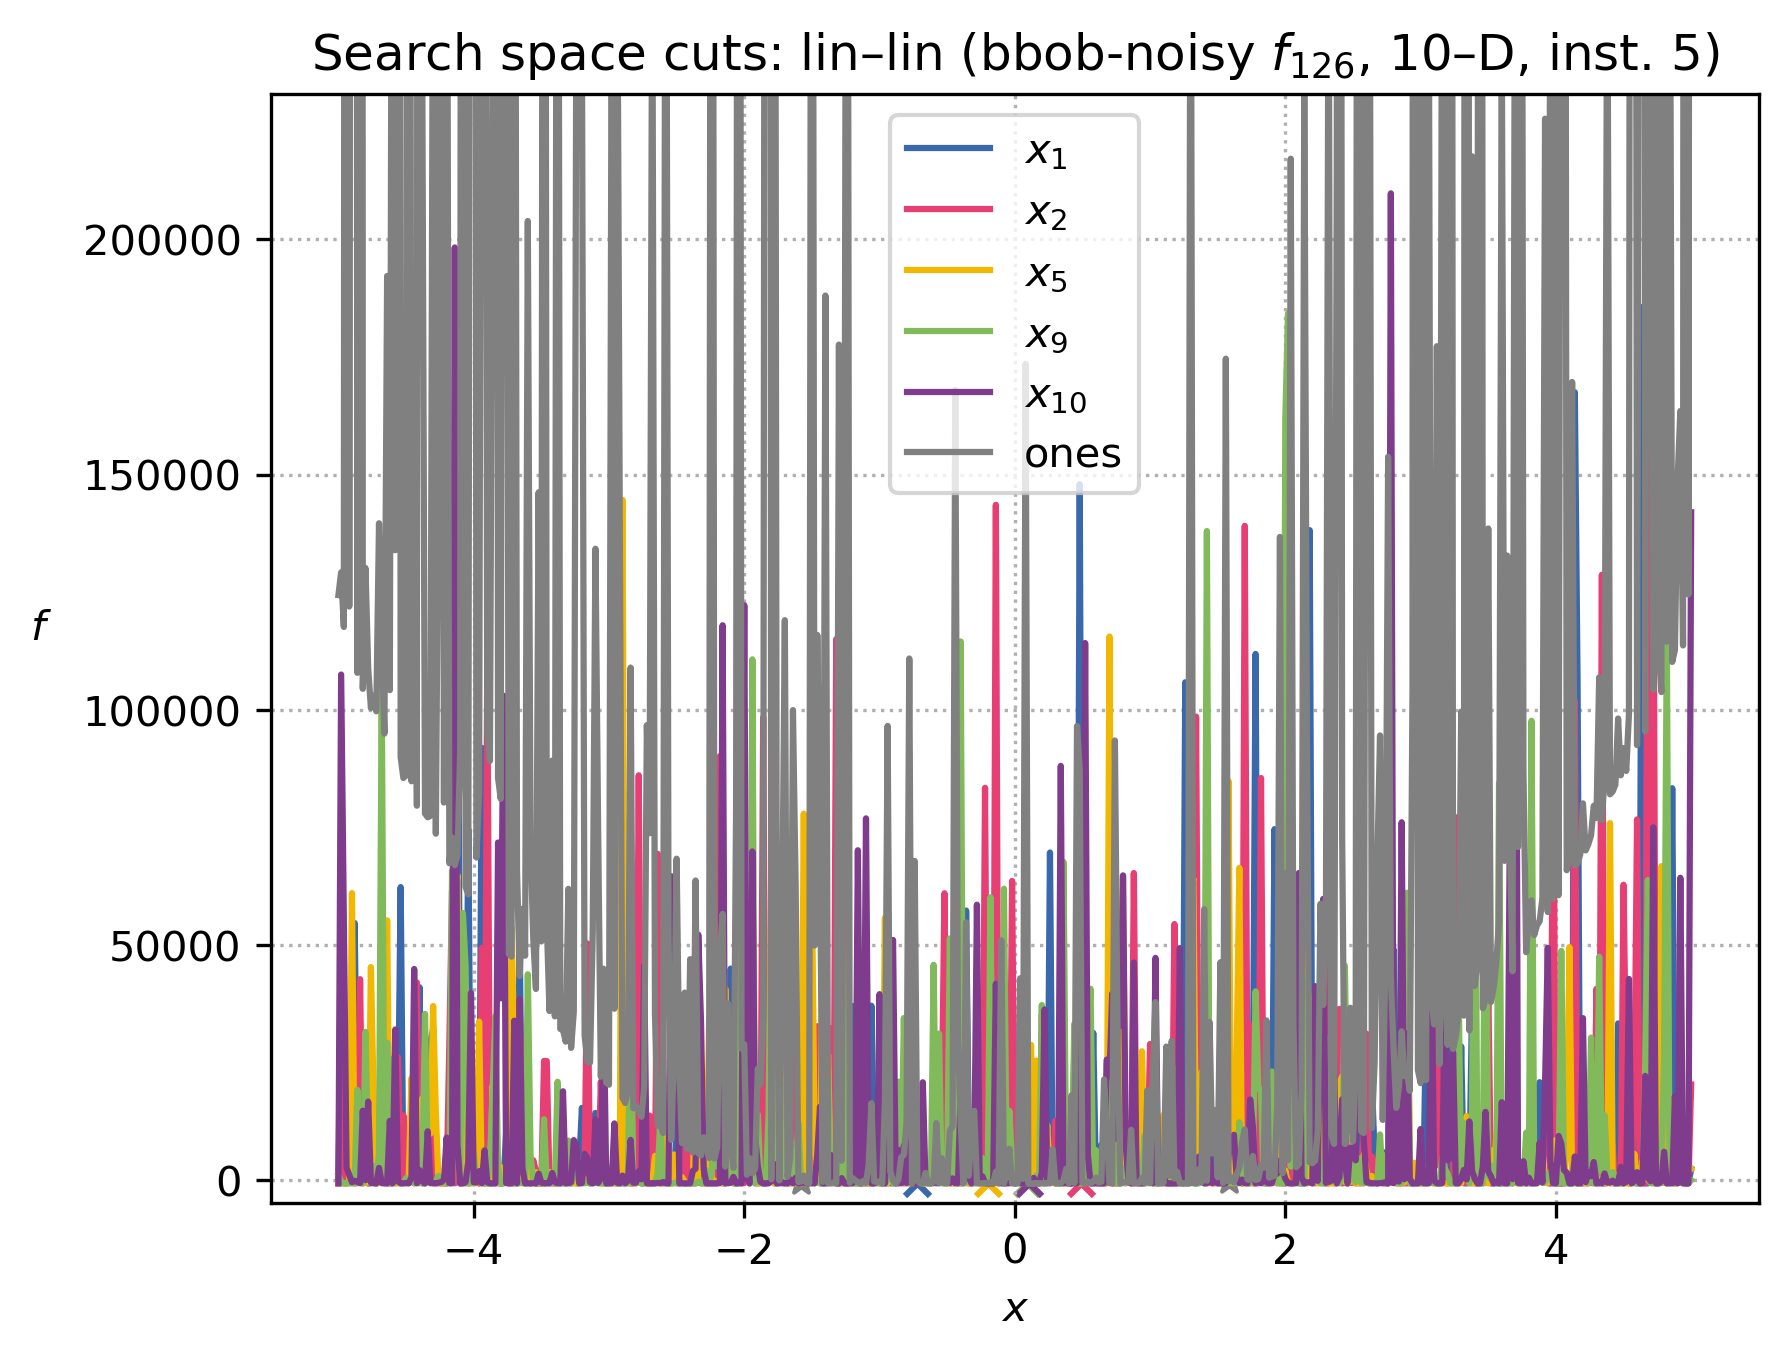 Search space cuts: lin–lin (bbob-noisy f126, 10–D, inst. 5)
x1
x2
x5
x9
x10
ones
200000
150000
100000
50000
0
f
−4
−2
0
2
4
x